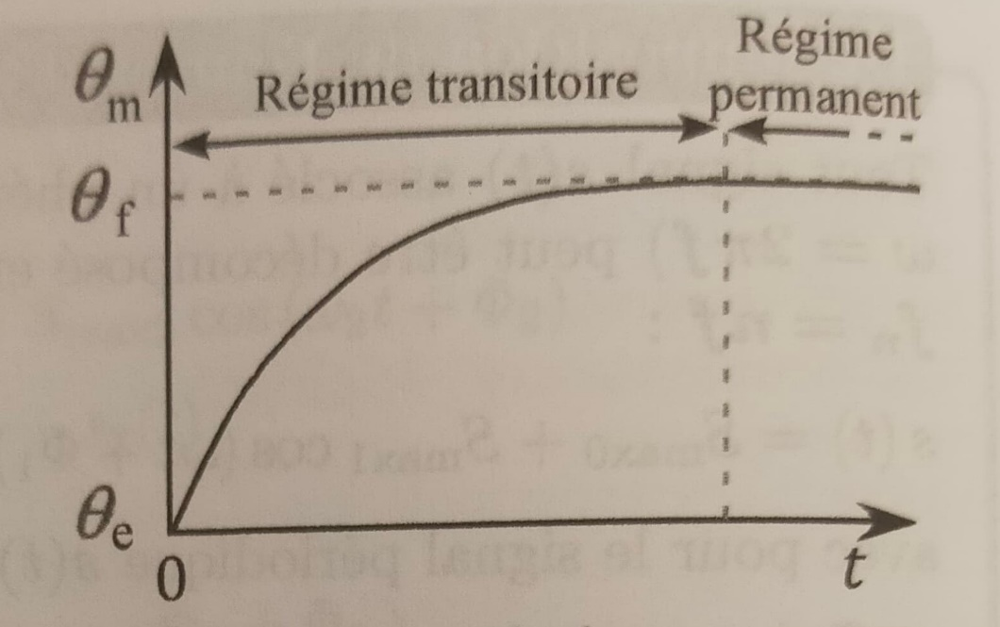 Régime
θm
Régime transitoire
permanent
θf
θe
0
t